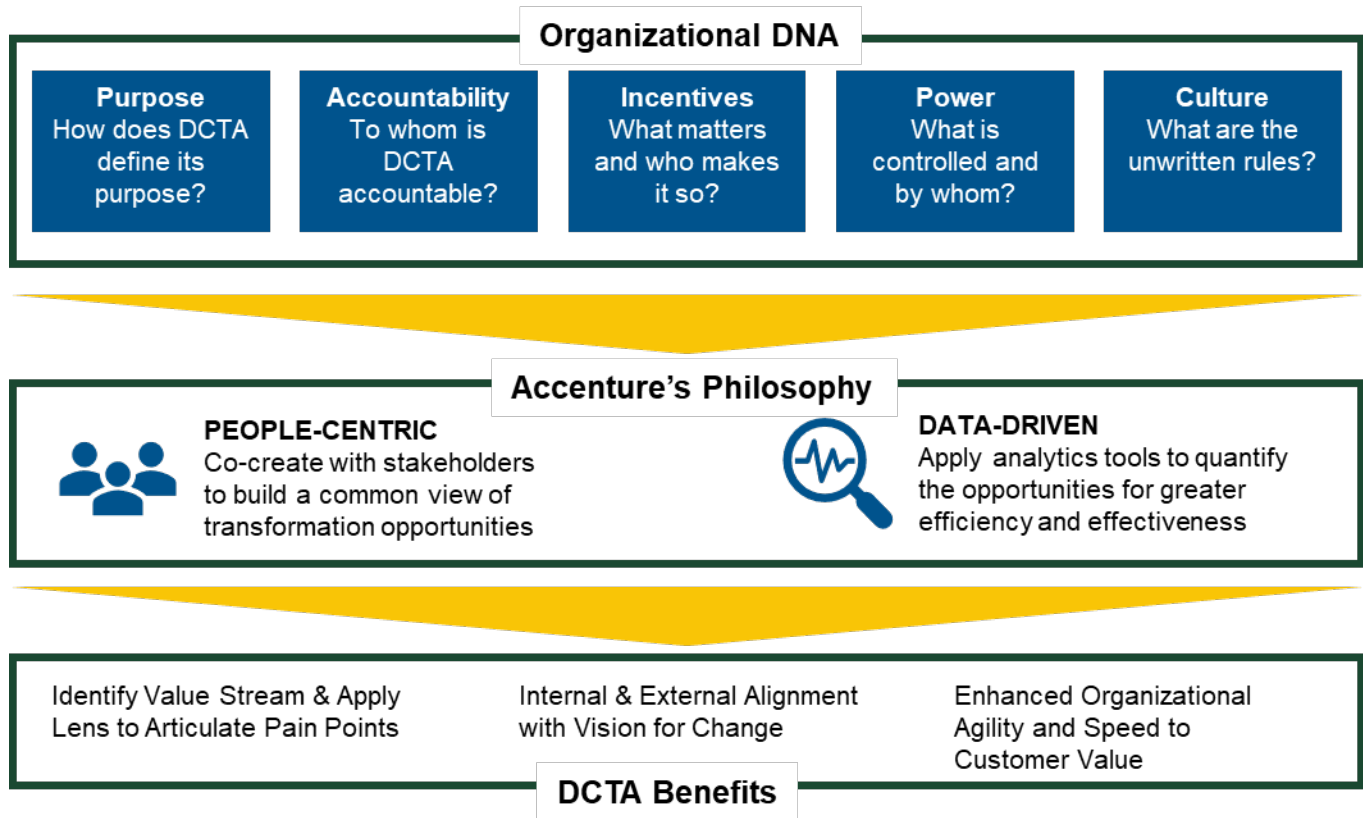 Organizational DNA
Purpose
How does DCTA
define its
purpose?
Accountability
To whom is
DCTA
accountable?
Incentives
What matters
and who makes
it so?
Power
What is
controlled and
by whom?
Culture
What are the
unwritten rules?
Accenture’s Philosophy
PEOPLE-CENTRIC
Co-create with stakeholders
to build a common view of
transformation opportunities
DATA-DRIVEN
Apply analytics tools to quantify
the opportunities for greater
efficiency and effectiveness
Identify Value Stream & Apply
Lens to Articulate Pain Points
Internal & External Alignment
with Vision for Change
Enhanced Organizational
Agility and Speed to
Customer Value
DCTA Benefits